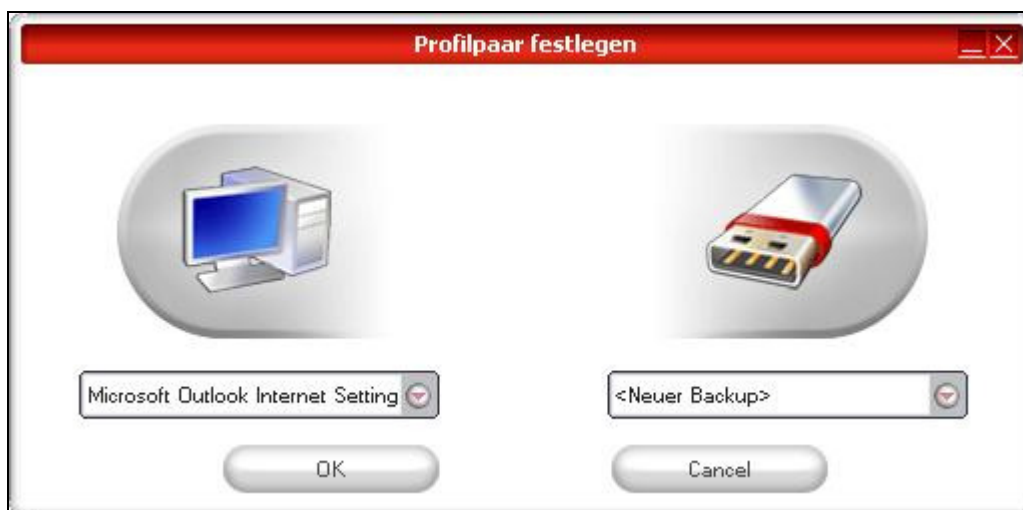 Profilpaar festlegen
Microsoft Outlook Internet Setting
<Neuer Backup>
OK
Cancel